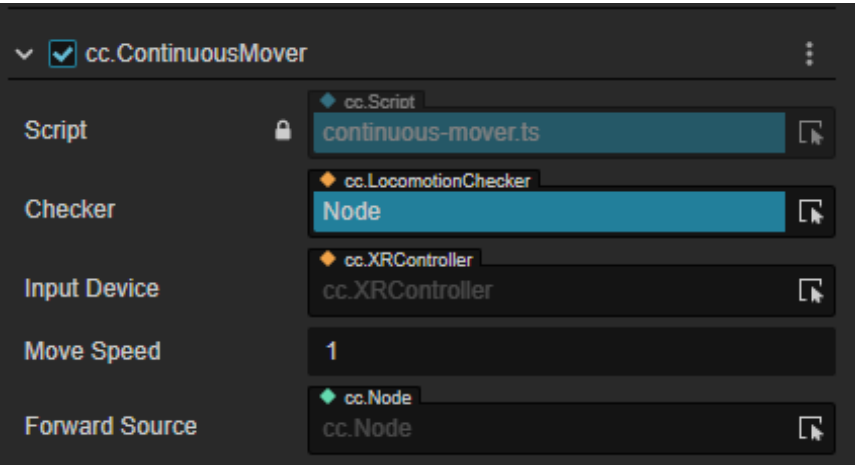 cc.ContinuousMover
cc.Script
Script
continuous-mover.ts
cc.LocomotionChecker
Checker
Node
cc.XRController
Input Device
cc.XRController
Move Speed
1
cc.Node
Forward Source
cc.Node